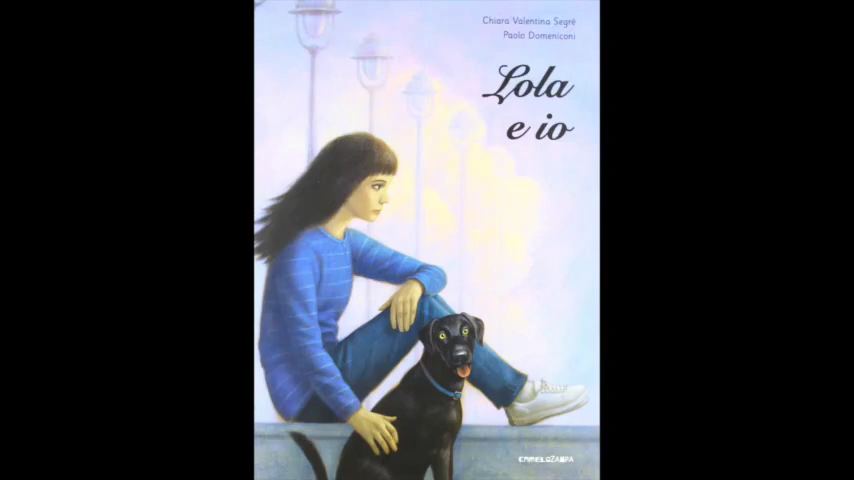 Chiara Valentina Segré
Paolo Domeniconi
Lola
e io
CAMELOZAMPA